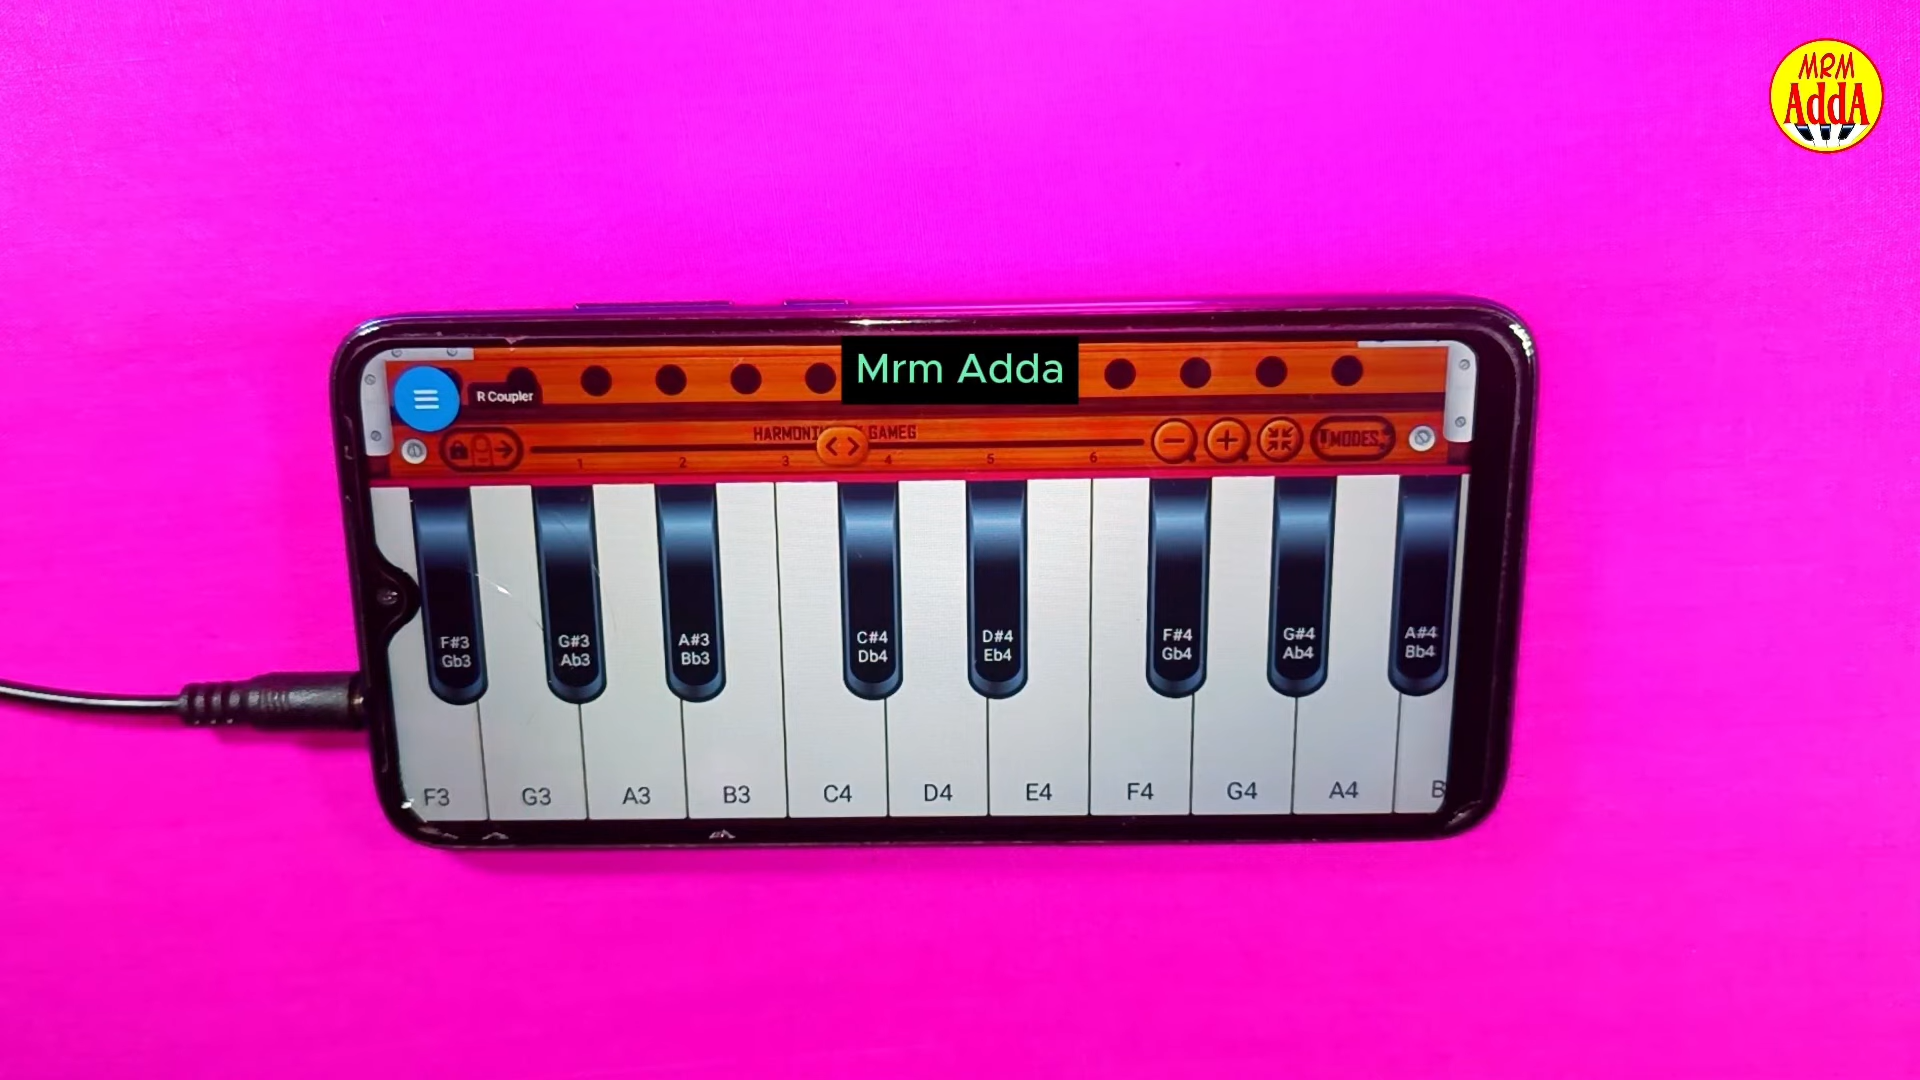 MRM
AddA
Mrm Adda
R Coupler
GAMEG
MODES
1 2 3 4 5 6
F#3 G#3 A#3 C#4 D#4 F#4 G#4 A#4
Gb3 Ab3 Bb3 Db4 Eb4 Gb4 Ab4 Bb4
F3 G3 A3 B3 C4 D4 E4 F4 G4 A4 B